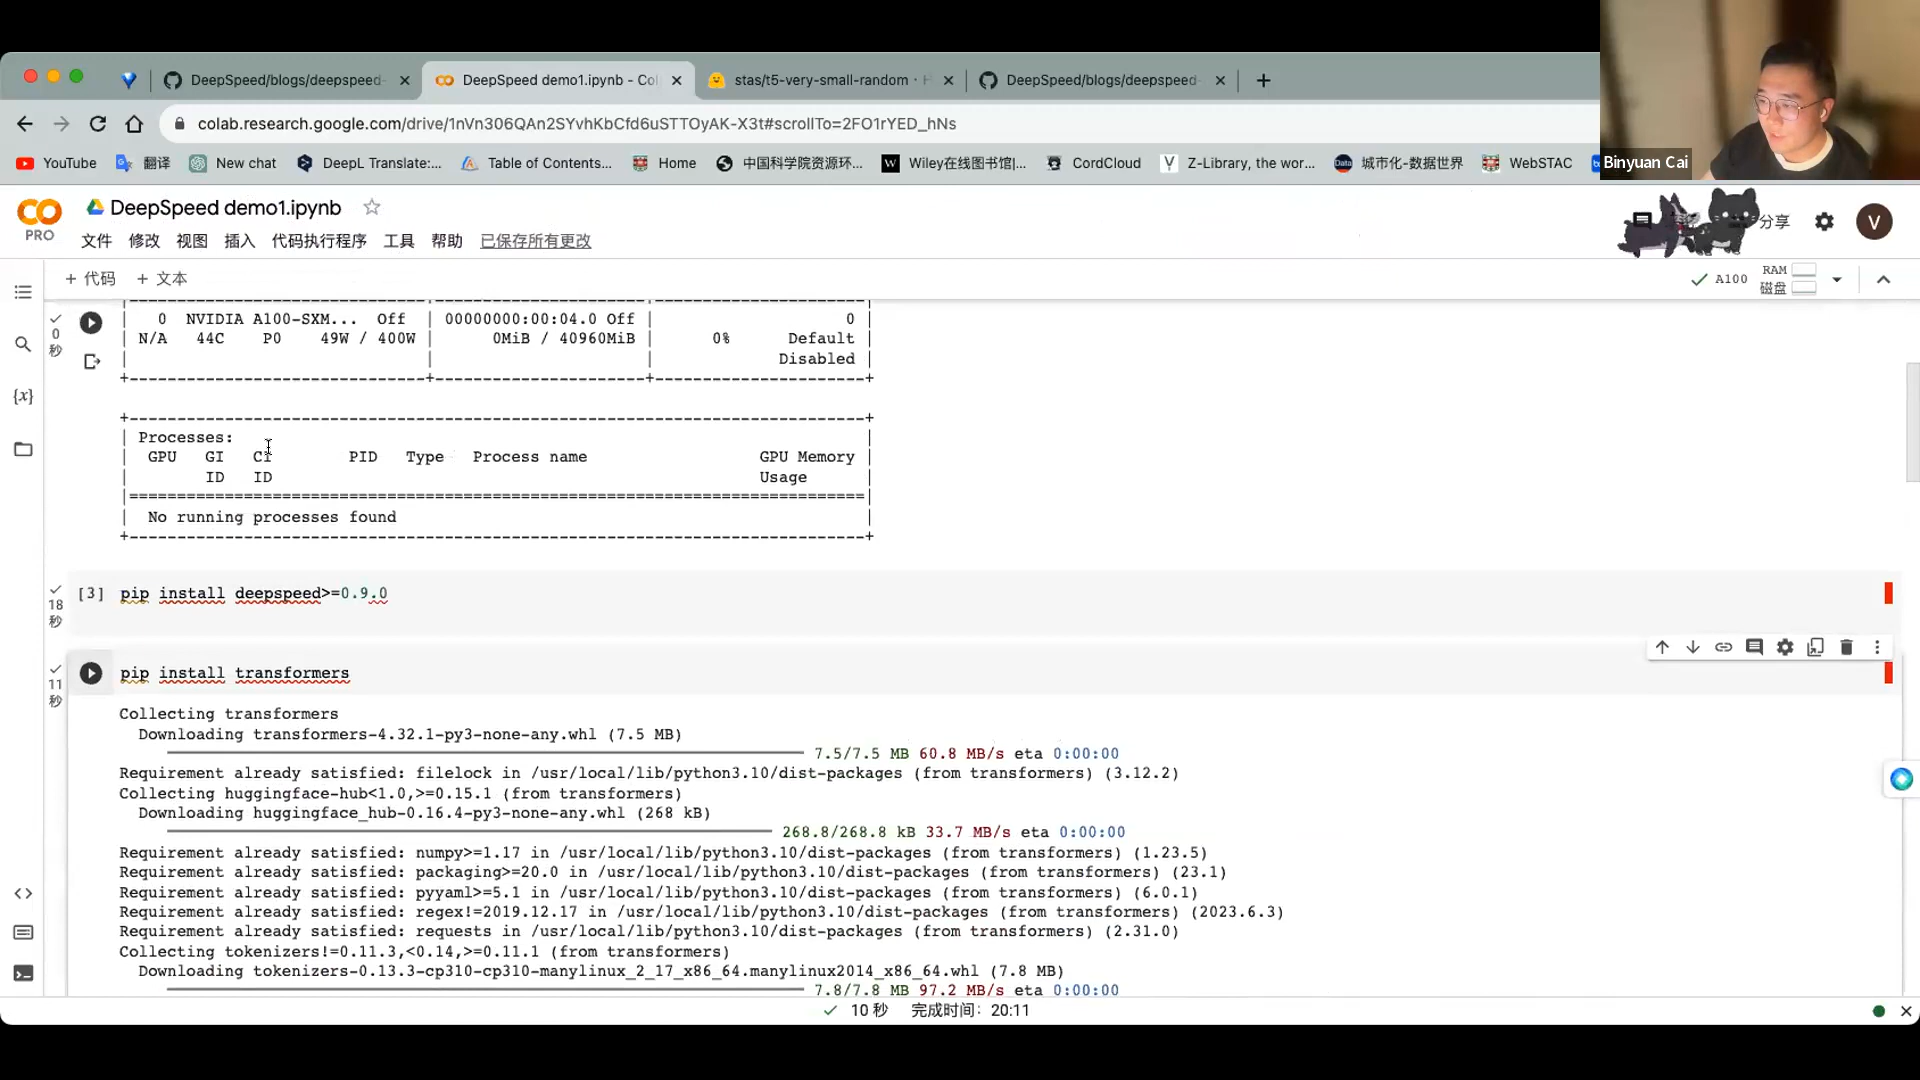 DeepSpeed/blogs/deepspeed-
DeepSpeed demo1.ipynb - Col
stas/t5-very-small-random · H
DeepSpeed/blogs/deepspeed-
colab.research.google.com/drive/1nVn306QAn2SYvhKbCfd6uSTTOyAK-X3t#scrollTo=2FO1rYED_hNs
YouTube
翻译
New chat
DeepL Translate:...
Table of Contents...
Home
中国科学院资源环...
Wiley在线图书馆|...
CordCloud
Z-Library, the wor...
城市化-数据世界
WebSTAC
Binyuan Cai
PRO
DeepSpeed demo1.ipynb
文件 修改 视图 插入 代码执行程序 工具 帮助 已保存所有更改
分享
V
+ 代码 + 文本
A100
RAM
磁盘
0 秒
| 0 NVIDIA A100-SXM... Off | 00000000:00:04.0 Off | 0 |
| N/A 44C P0 49W / 400W | 0MiB / 40960MiB | 0% Default |
| | | Disabled |
+-------------------------------+----------------------+----------------------+
+-----------------------------------------------------------------------------+
| Processes: |
| GPU GI CI PID Type Process name GPU Memory |
| ID ID Usage |
|=============================================================================|
| No running processes found |
+-----------------------------------------------------------------------------+
18 秒
[3] pip install deepspeed>=0.9.0
11 秒
pip install transformers
Collecting transformers
Downloading transformers-4.32.1-py3-none-any.whl (7.5 MB)
7.5/7.5 MB 60.8 MB/s eta 0:00:00
Requirement already satisfied: filelock in /usr/local/lib/python3.10/dist-packages (from transformers) (3.12.2)
Collecting huggingface-hub<1.0,>=0.15.1 (from transformers)
Downloading huggingface_hub-0.16.4-py3-none-any.whl (268 kB)
268.8/268.8 kB 33.7 MB/s eta 0:00:00
Requirement already satisfied: numpy>=1.17 in /usr/local/lib/python3.10/dist-packages (from transformers) (1.23.5)
Requirement already satisfied: packaging>=20.0 in /usr/local/lib/python3.10/dist-packages (from transformers) (23.1)
Requirement already satisfied: pyyaml>=5.1 in /usr/local/lib/python3.10/dist-packages (from transformers) (6.0.1)
Requirement already satisfied: regex!=2019.12.17 in /usr/local/lib/python3.10/dist-packages (from transformers) (2023.6.3)
Requirement already satisfied: requests in /usr/local/lib/python3.10/dist-packages (from transformers) (2.31.0)
Collecting tokenizers!=0.11.3,<0.14,>=0.11.1 (from transformers)
Downloading tokenizers-0.13.3-cp310-cp310-manylinux_2_17_x86_64.manylinux2014_x86_64.whl (7.8 MB)
7.8/7.8 MB 97.2 MB/s eta 0:00:00
10 秒 完成时间: 20:11